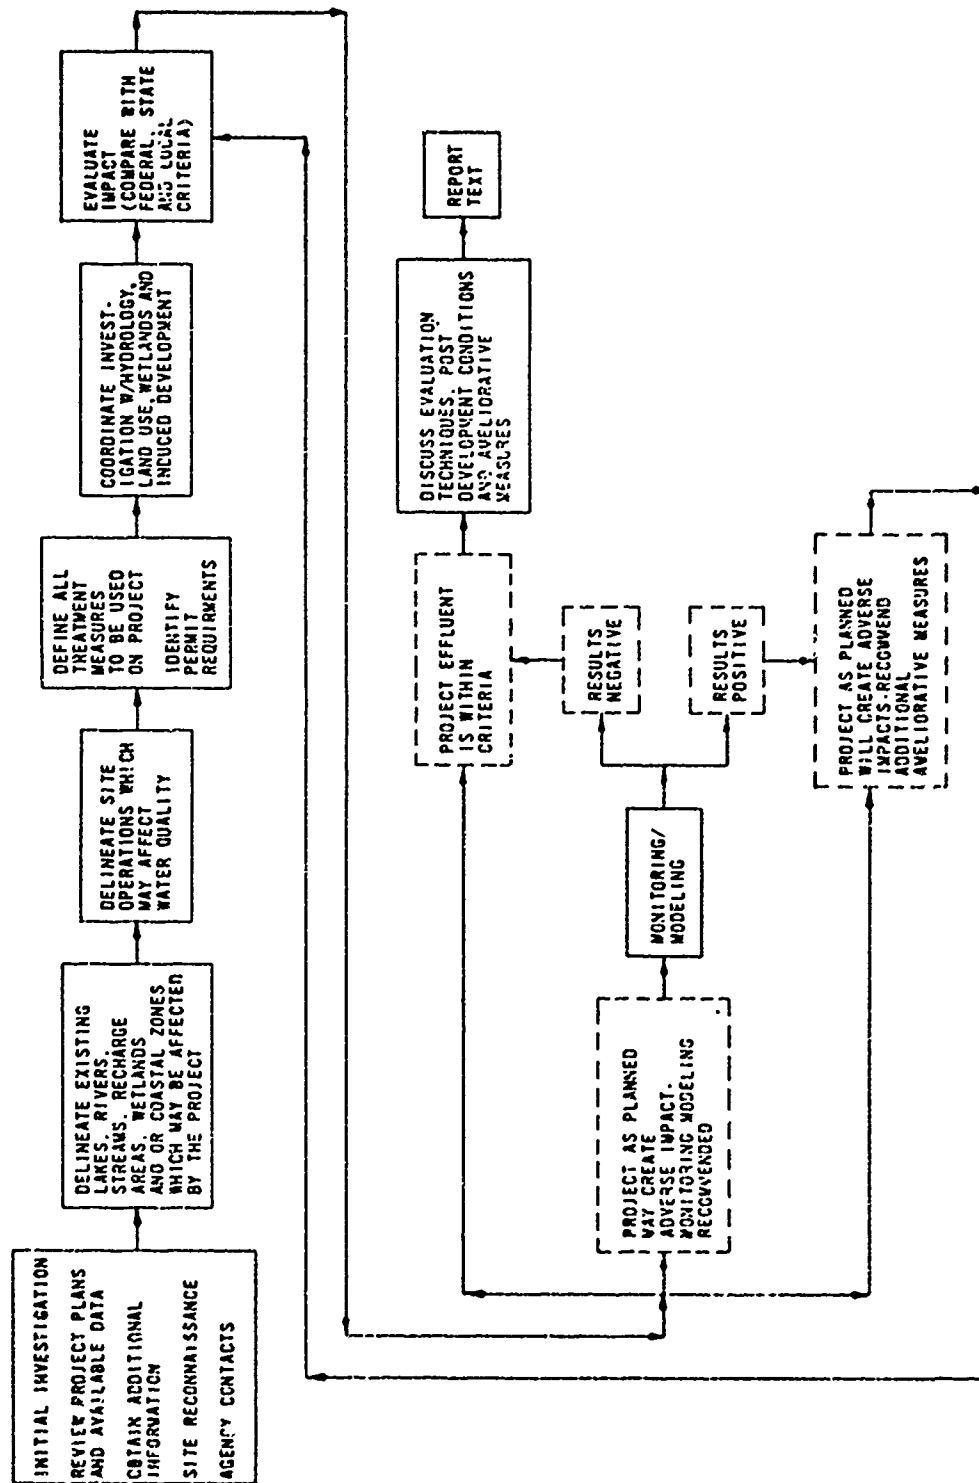 INITIAL INVESTIGATION
REVIEW PROJECT PLANS
AND AVAILABLE DATA
OBTAIN ADDITIONAL
INFORMATION
SITE RECONNAISSANCE
AGENCY CONTACTS
DELINEATE EXISTING
LAKES, RIVERS,
STREAMS, RECHARGE
AREAS, WETLANDS
AND OR COASTAL ZONES
WHICH MAY BE AFFECTED
BY THE PROJECT
DELINEATE SITE
OPERATIONS WHICH
MAY AFFECT
WATER QUALITY
DEFINE ALL
TREATMENT
MEASURES
TO BE USED
ON PROJECT
IDENTIFY
PERMIT
REQUIRMENTS
COORDINATE INVEST-
IGATION W/HYDROLOGY,
LAND USE, WETLANDS AND
INDUCED DEVELOPMENT
EVALUATE
IMPACT
(COMPARE WITH
FEDERAL, STATE
AND LOCAL
CRITERIA)
PROJECT EFFLUENT
IS WITHIN
CRITERIA
DISCUSS EVALUATION
TECHNIQUES, POST
DEVELOPMENT CONDITIONS
AND AMELIORATIVE
MEASURES
REPORT
TEXT
PROJECT AS PLANNED
MAY CREATE
ADVERSE IMPACT-
MONITORING MODELING
RECOMMENDED
MONITORING/
MODELING
RESULTS
NEGATIVE
RESULTS
POSITIVE
PROJECT AS PLANNED
WILL CREATE ADVERSE
IMPACTS-RECOMMEND
ADDITIONAL
AMELIORATIVE MEASURES